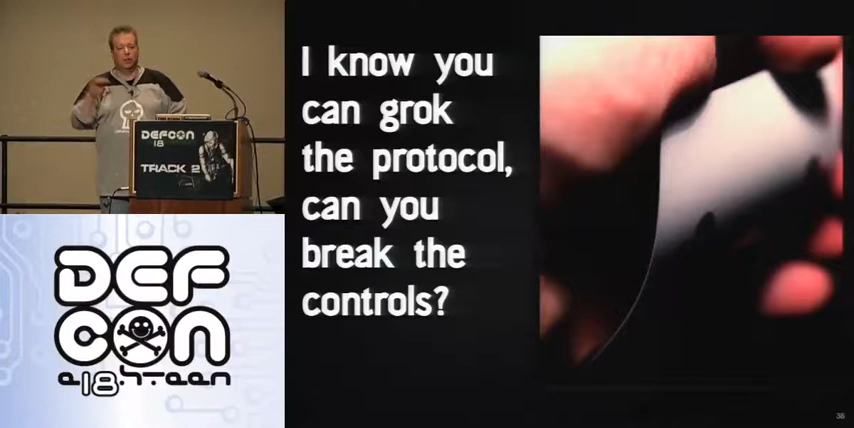 I know you
can grok
the protocol,
can you
break the
controls?
DEFCON
18
TRACK 2
DEF
CON
e18hteen
38